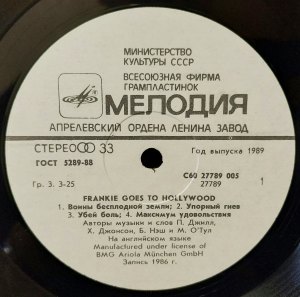 МИНИСТЕРСТВО
КУЛЬТУРЫ СССР
ВСЕСОЮЗНАЯ ФИРМА
ГРАМПЛАСТИНОК
МЕЛОДИЯ
АПРЕЛЕВСКИЙ ОРДЕНА ЛЕНИНА ЗАВОД
СТЕРЕО 33
Год выпуска 1989
ГОСТ 5289-88
С60 27789 005
Гр. 3. 3-25
27789
1
FRANKIE GOES TO HOLLYWOOD
1. Воины бесплодной земли; 2. Упорный гнев
3. Убей боль; 4. Максимум удовольствия
Авторы музыки и слов П. Джилл,
Х. Джонсон, Б. Нэш и М. О'Тул
На английском языке
Manufactured under license of
BMG Ariola München GmbH
Запись 1986 г.